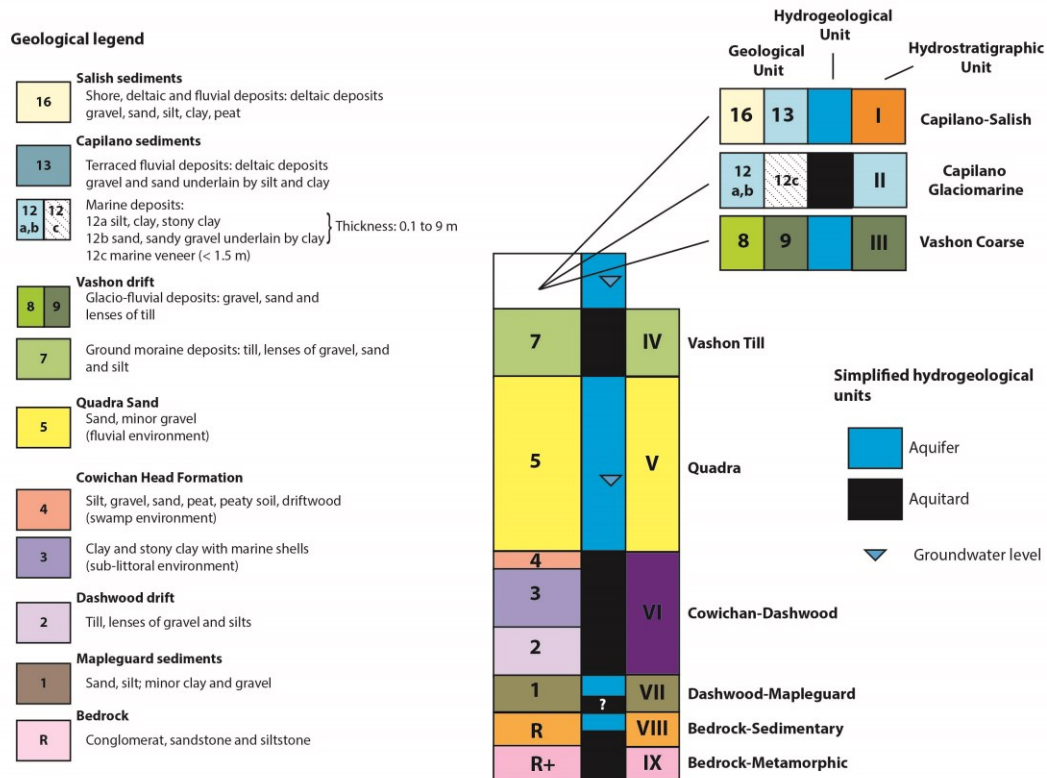 Geological legend
Salish sediments
16
Shore, deltaic and fluvial deposits: deltaic deposits
gravel, sand, silt, clay, peat
Capilano sediments
13
Terraced fluvial deposits: deltaic deposits
gravel and sand underlain by silt and clay
12
a,b
12
c
Marine deposits:
12a silt, clay, stony clay
12b sand, sandy gravel underlain by clay
12c marine veneer (< 1.5 m)
Thickness: 0.1 to 9 m
Vashon drift
8 9
Glacio-fluvial deposits: gravel, sand and
lenses of till
7
Ground moraine deposits: till, lenses of gravel, sand
and silt
Quadra Sand
5
Sand, minor gravel
(fluvial environment)
Cowichan Head Formation
4
Silt, gravel, sand, peat, peaty soil, driftwood
(swamp environment)
3
Clay and stony clay with marine shells
(sub-littoral environment)
Dashwood drift
2
Till, lenses of gravel and silts
Mapleguard sediments
1
Sand, silt; minor clay and gravel
Bedrock
R
Conglomerat, sandstone and siltstone
Hydrogeological
Unit
Geological
Unit
Hydrostratigraphic
Unit
16 13 I Capilano-Salish
12
a,b
12c II Capilano
Glaciomarine
8 9 III Vashon Coarse
7 IV Vashon Till
5 V Quadra
4
3
2
VI Cowichan-Dashwood
1 ? VII Dashwood-Mapleguard
R VIII Bedrock-Sedimentary
R+ IX Bedrock-Metamorphic
Simplified hydrogeological
units
Aquifer
Aquitard
Groundwater level